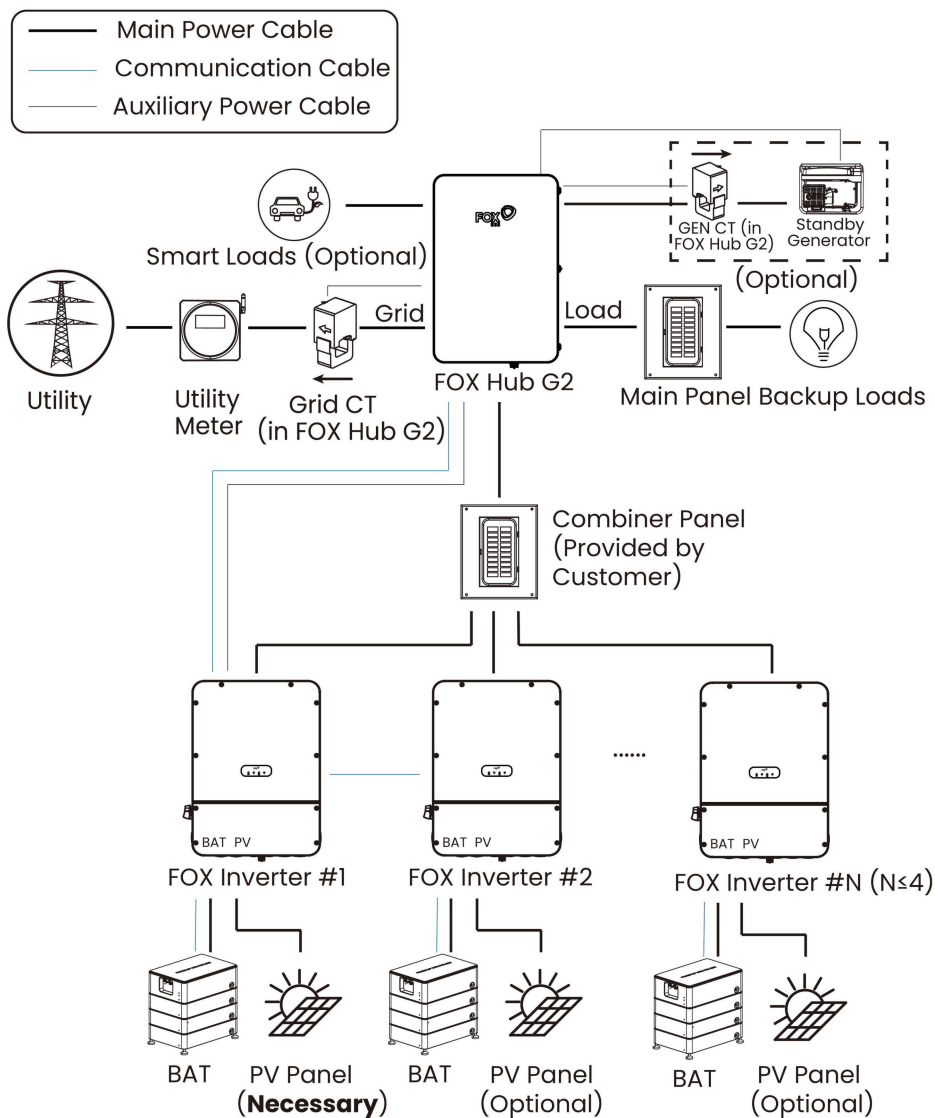 Main Power Cable
Communication Cable
Auxiliary Power Cable
FOX
GEN CT (in
FOX Hub G2)
Standby
Generator
(Optional)
Smart Loads (Optional)
Grid
Load
Utility
Utility
Meter
Grid CT
(in FOX Hub G2)
FOX Hub G2
Main Panel
Backup Loads
Combiner Panel
(Provided by
Customer)
BAT PV
BAT PV
......
BAT PV
FOX Inverter #1
FOX Inverter #2
FOX Inverter #N (N≤4)
BAT
PV Panel
(Necessary)
BAT
PV Panel
(Optional)
BAT
PV Panel
(Optional)